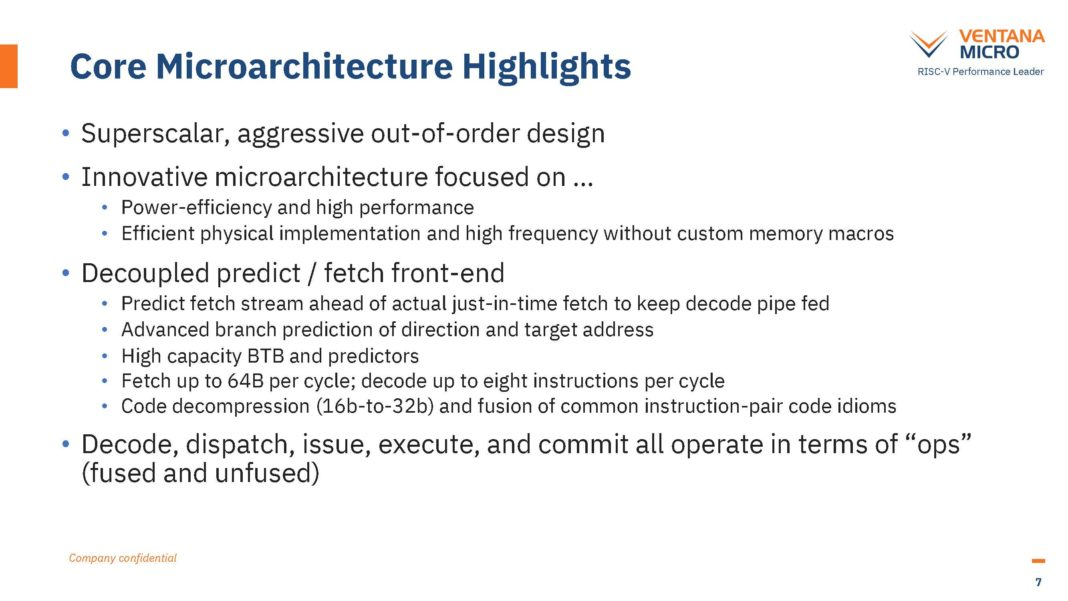 VENTANA
MICRO
RISC-V Performance Leader
Core Microarchitecture Highlights
• Superscalar, aggressive out-of-order design
• Innovative microarchitecture focused on ...
• Power-efficiency and high performance
• Efficient physical implementation and high frequency without custom memory macros
• Decoupled predict / fetch front-end
• Predict fetch stream ahead of actual just-in-time fetch to keep decode pipe fed
• Advanced branch prediction of direction and target address
• High capacity BTB and predictors
• Fetch up to 64B per cycle; decode up to eight instructions per cycle
• Code decompression (16b-to-32b) and fusion of common instruction-pair code idioms
• Decode, dispatch, issue, execute, and commit all operate in terms of “ops”
(fused and unfused)
Company confidential
7